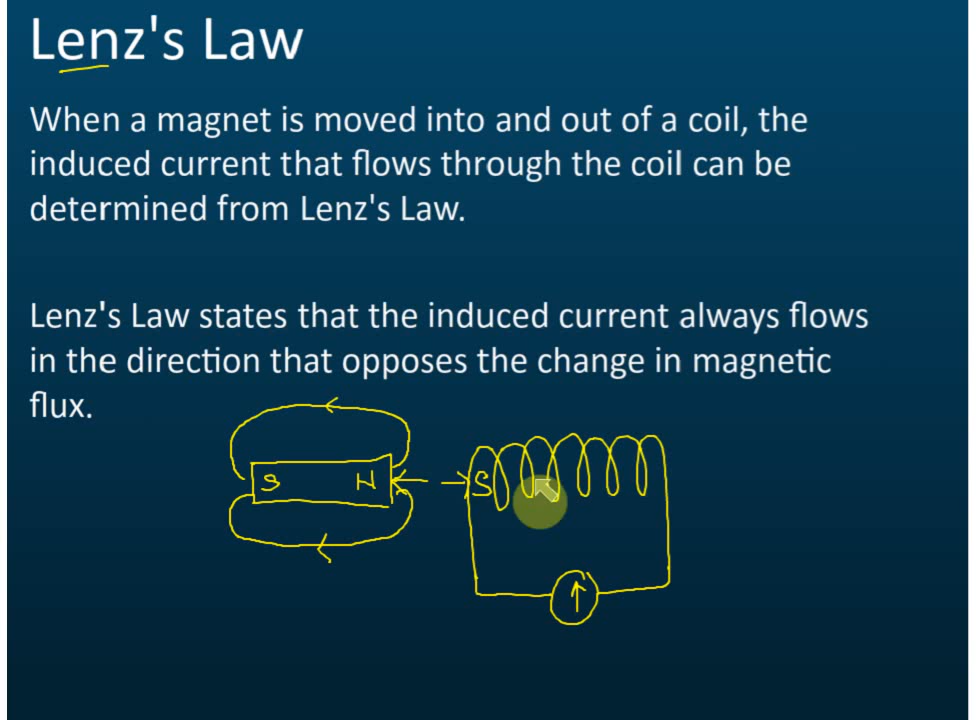 Lenz's Law
When a magnet is moved into and out of a coil, the
induced current that flows through the coil can be
determined from Lenz's Law.
Lenz's Law states that the induced current always flows
in the direction that opposes the change in magnetic
flux.
S N S